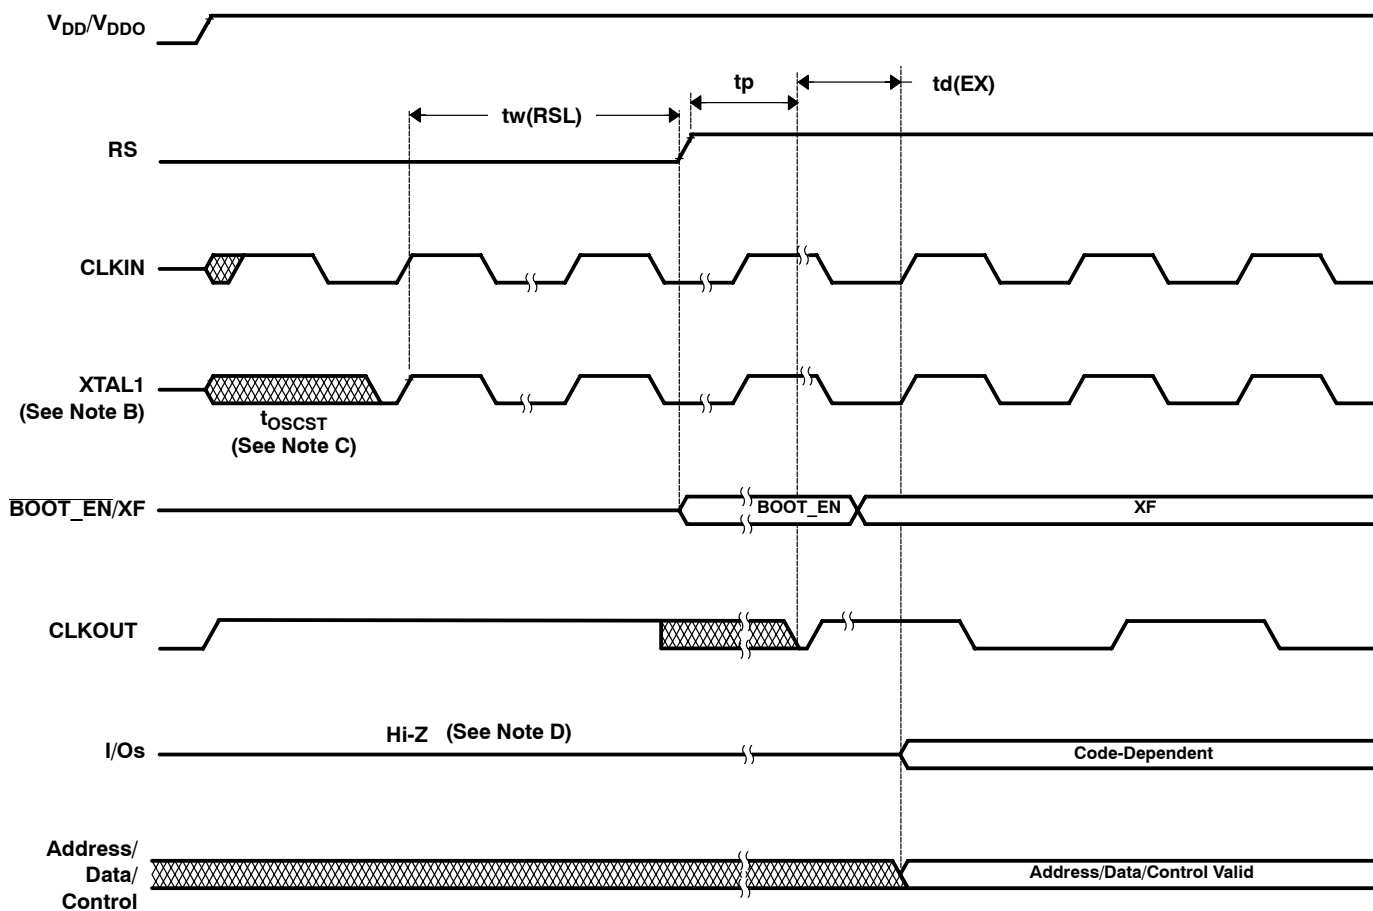 VDD/VDDO
tp
td(EX)
tw(RSL)
RS
CLKIN
XTAL1
(See Note B)
tOSCST
(See Note C)
BOOT_EN/XF
BOOT_EN
XF
CLKOUT
Hi-Z (See Note D)
I/Os
Code-Dependent
Address/
Data/
Control
Address/Data/Control Valid